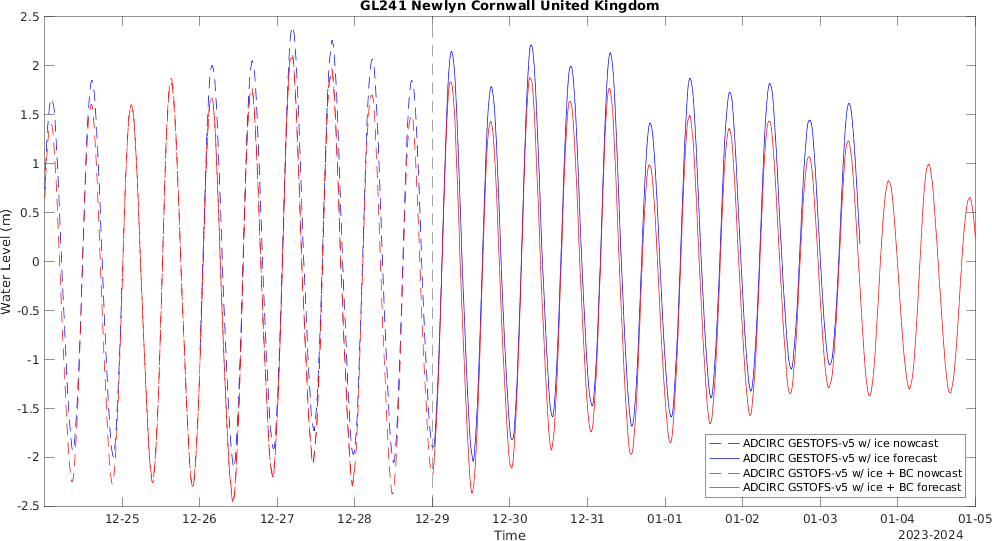 GL241 Newlyn Cornwall United Kingdom
Water Level (m)
2.5
2
1.5
1
0.5
0
-0.5
-1
-1.5
-2
-2.5
ADCIRC GESTOFS-v5 w/ ice nowcast
ADCIRC GESTOFS-v5 w/ ice forecast
ADCIRC GSTOFS-v5 w/ ice + BC nowcast
ADCIRC GSTOFS-v5 w/ ice + BC forecast
12-25 12-26 12-27 12-28 12-29 12-30 12-31 01-01 01-02 01-03 01-04 01-05
Time
2023-2024